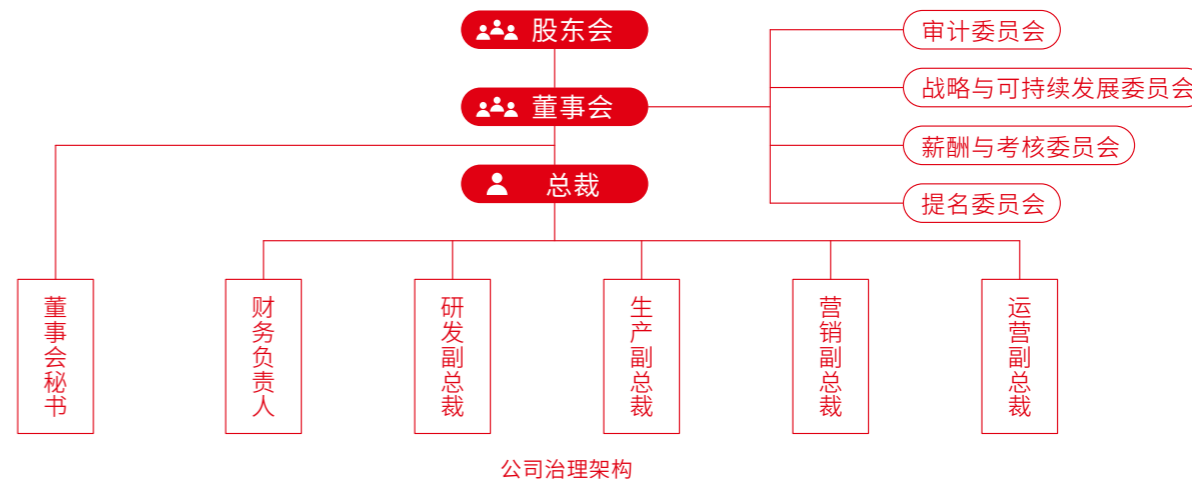 股东会
董事会
总裁
审计委员会
战略与可持续发展委员会
薪酬与考核委员会
提名委员会
董事会秘书
财务负责人
研发副总裁
生产副总裁
营销副总裁
运营副总裁
公司治理架构